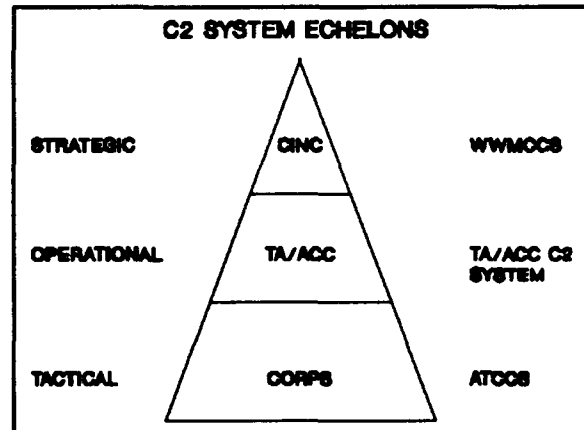 C2 SYSTEM ECHELONS
STRATEGIC CINC WWMCCS
OPERATIONAL TA/ACC TA/ACC C2
SYSTEM
TACTICAL CORPS ATCCS